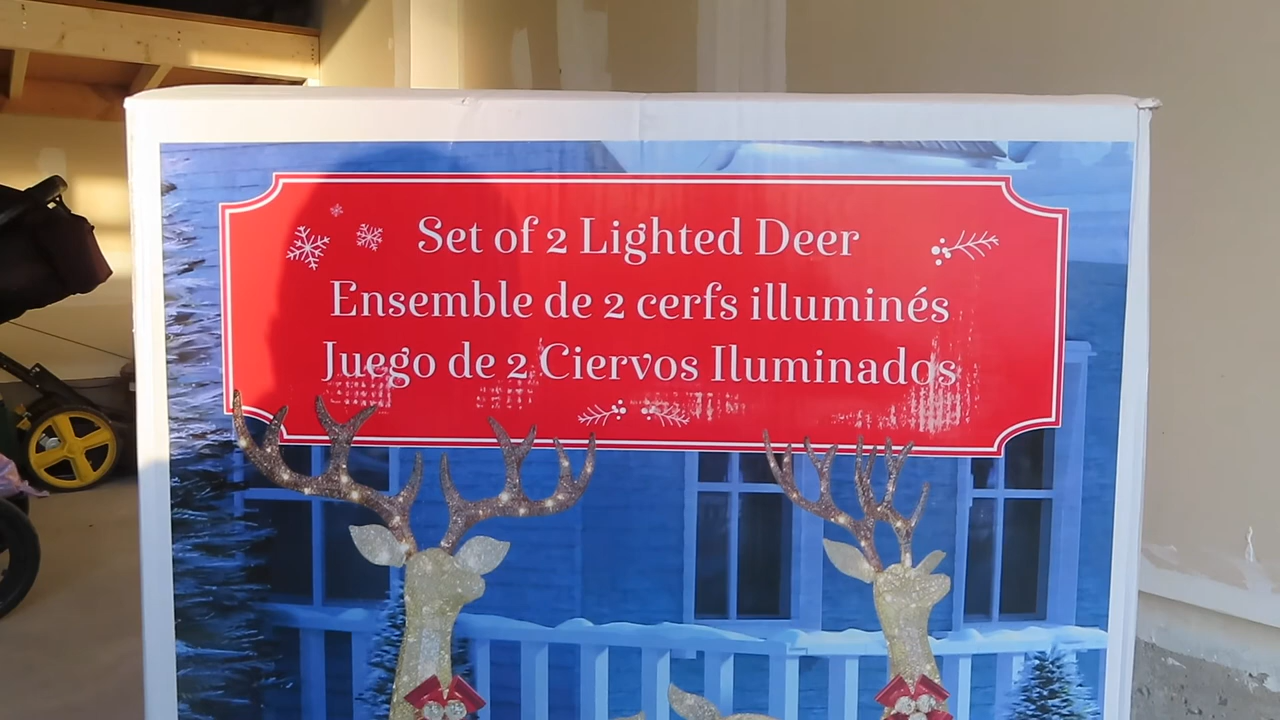 Set of 2 Lighted Deer
Ensemble de 2 cerfs illuminés
Juego de 2 Ciervos Iluminados